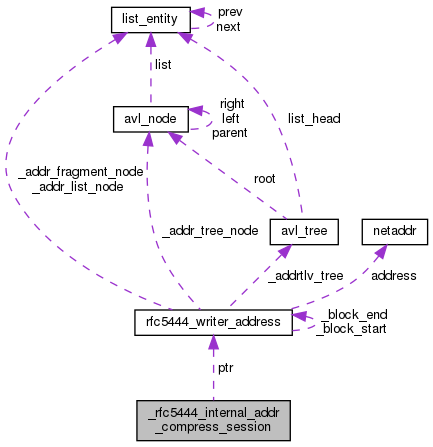 list_entity
prev
next
list
right
left
parent
list_head
avl_node
_addr_fragment_node
_addr_list_node
root
_addr_tree_node
avl_tree
netaddr
_addrtlv_tree
address
rfc5444_writer_address
_block_end
_block_start
ptr
_rfc5444_internal_addr
_compress_session